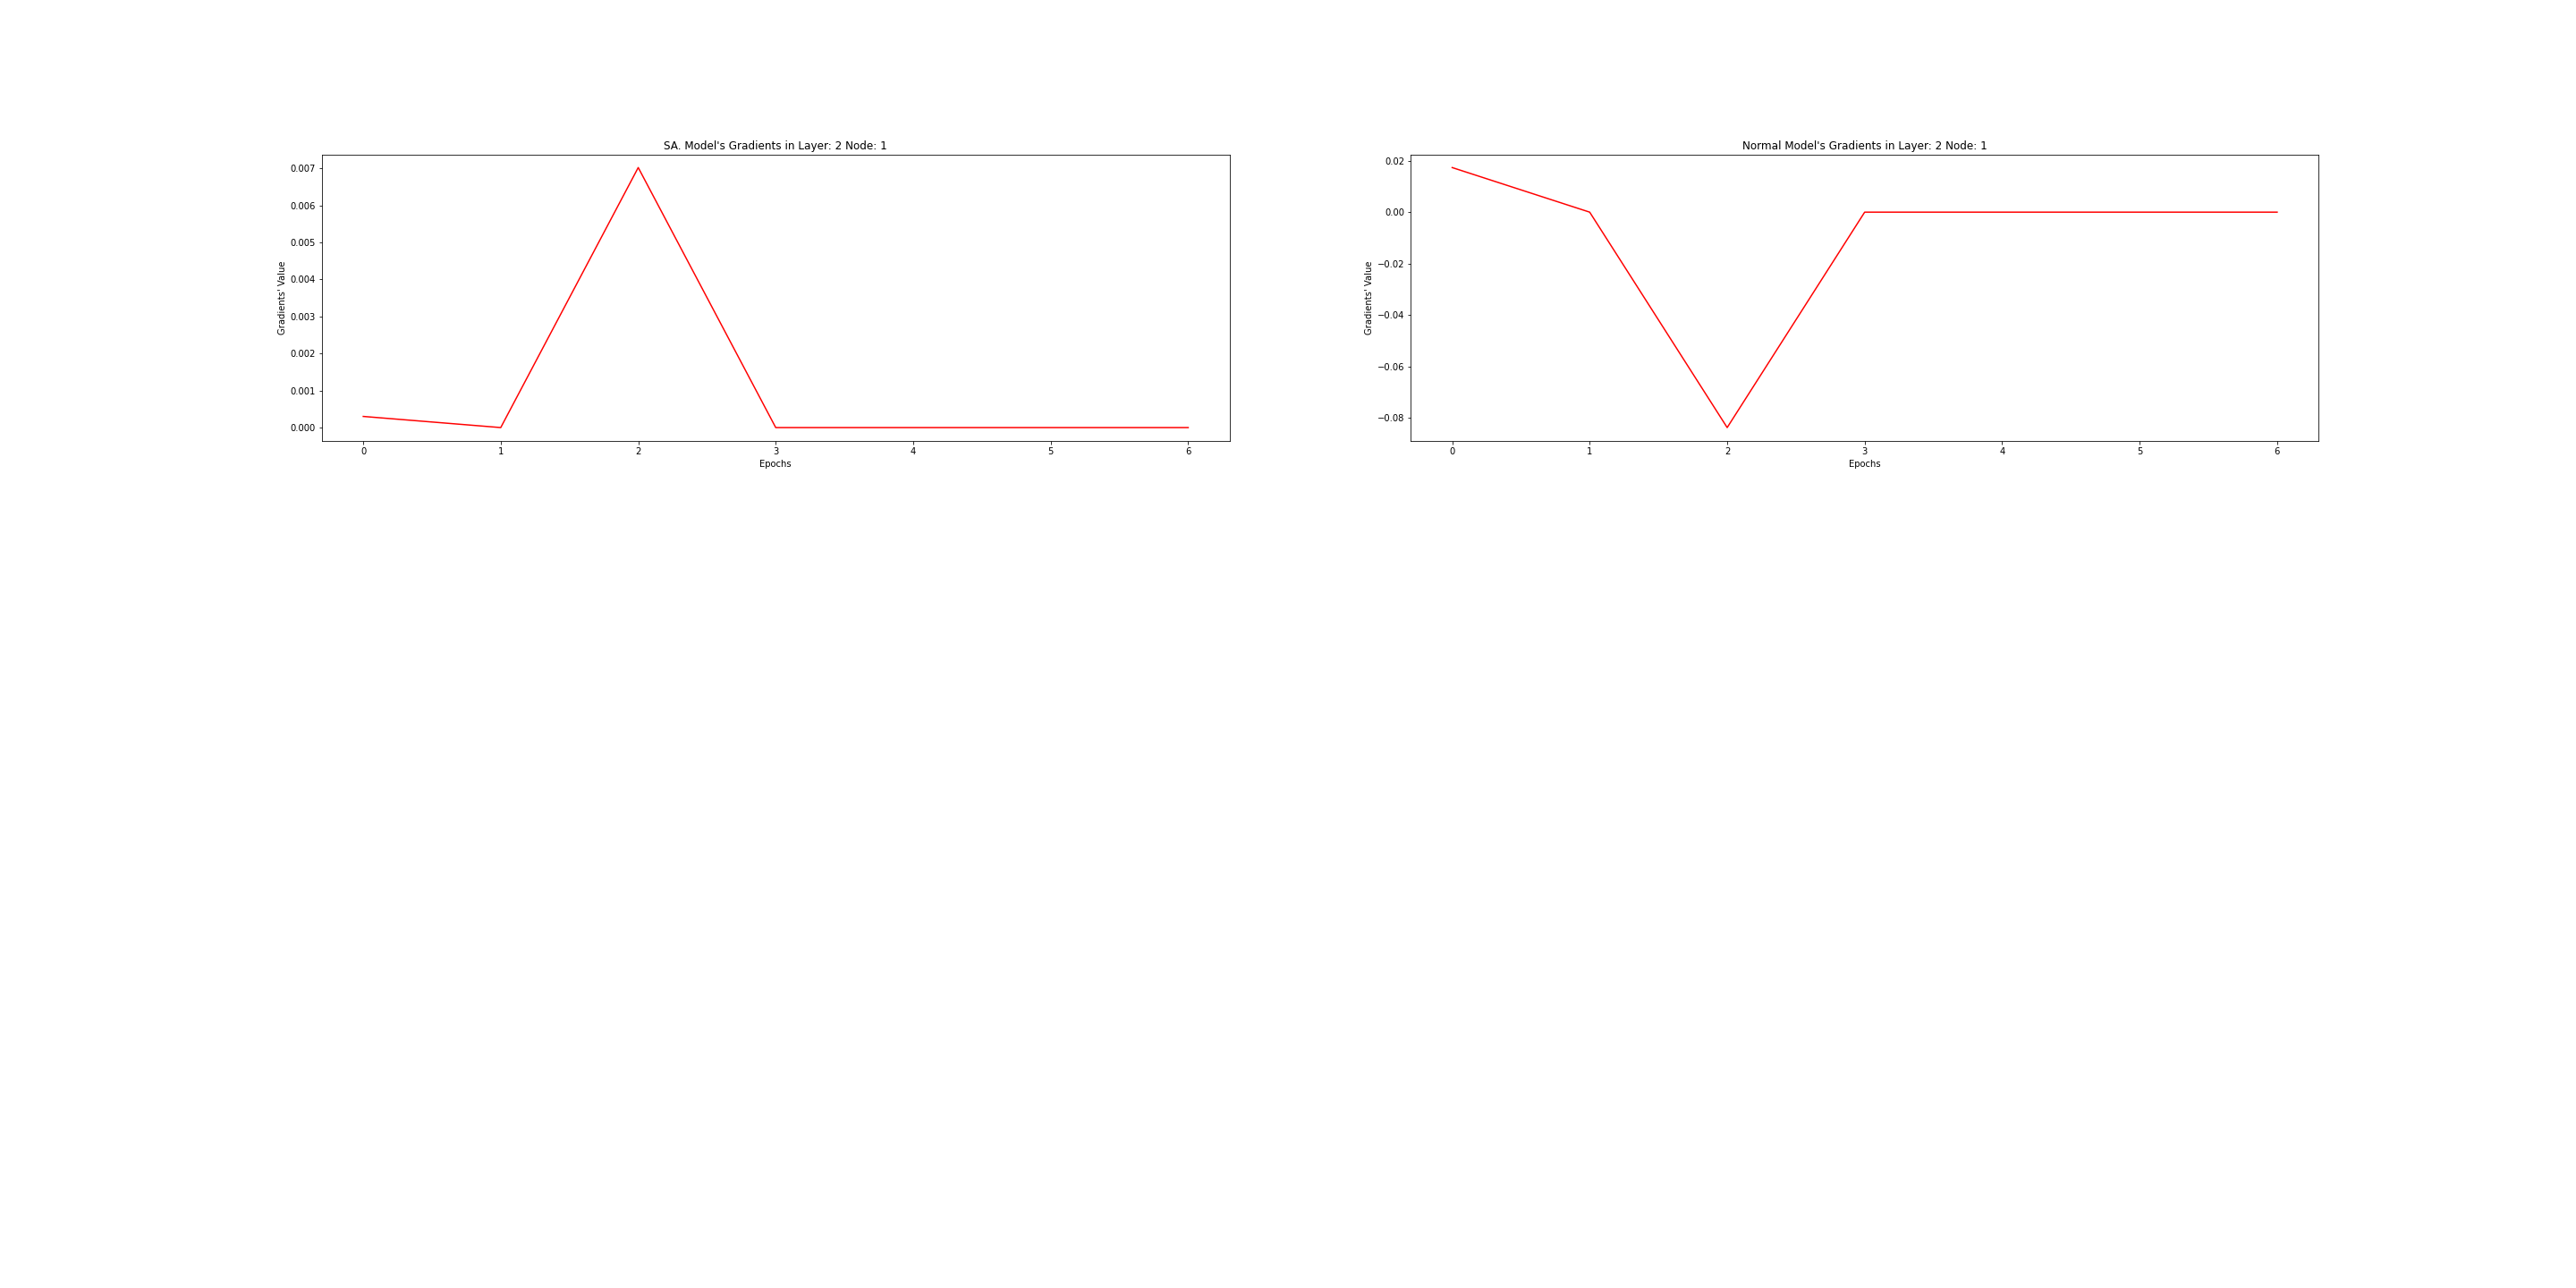 SA. Model's Gradients in Layer: 2 Node: 1
0.007
0.006
0.005
0.004
0.003
0.002
0.001
0.000
Gradients' Value
0 1 2 3 4 5 6
Epochs
Normal Model's Gradients in Layer: 2 Node: 1
0.02
0.00
−0.02
−0.04
−0.06
−0.08
Gradients' Value
0 1 2 3 4 5 6
Epochs